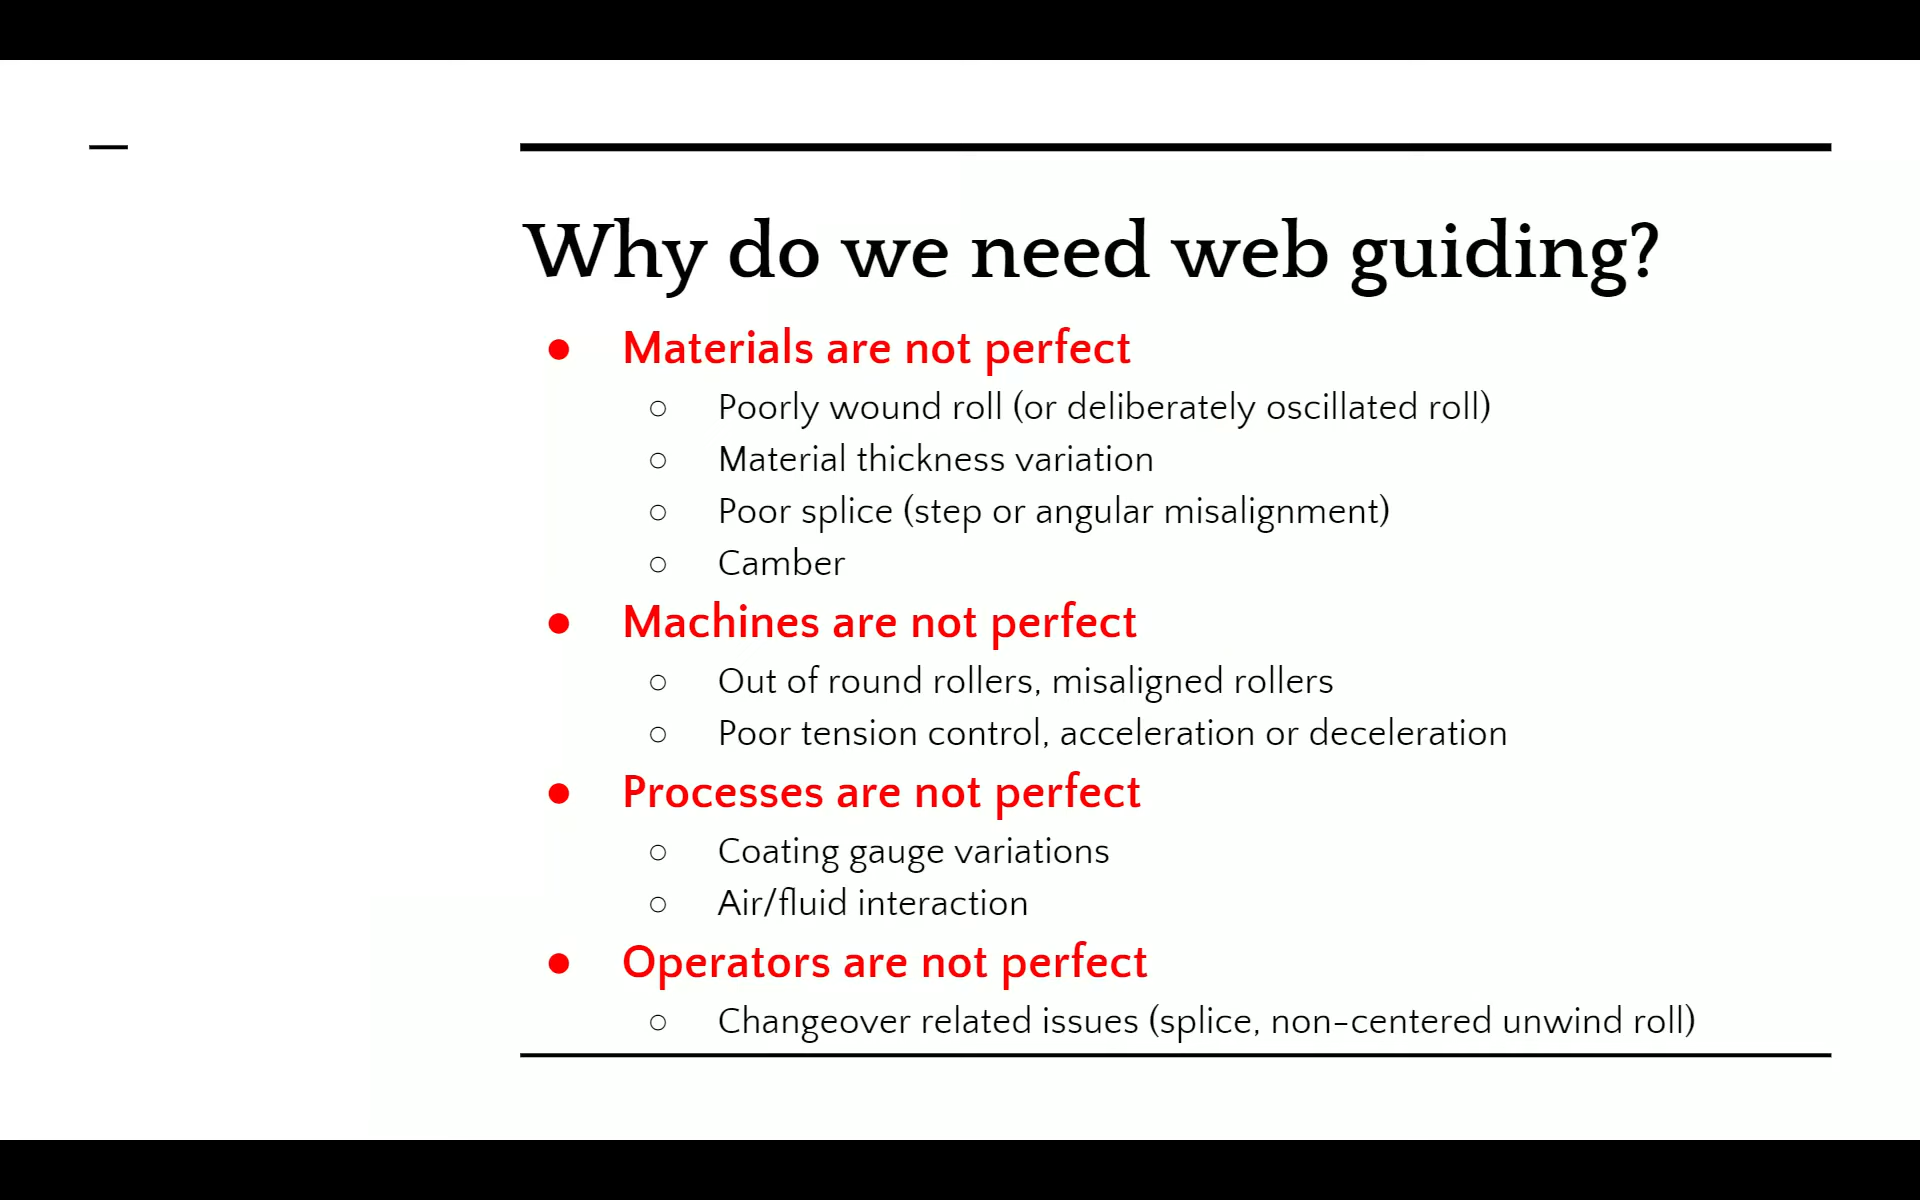 Why do we need web guiding?
● Materials are not perfect
○ Poorly wound roll (or deliberately oscillated roll)
○ Material thickness variation
○ Poor splice (step or angular misalignment)
○ Camber
● Machines are not perfect
○ Out of round rollers, misaligned rollers
○ Poor tension control, acceleration or deceleration
● Processes are not perfect
○ Coating gauge variations
○ Air/fluid interaction
● Operators are not perfect
○ Changeover related issues (splice, non-centered unwind roll)